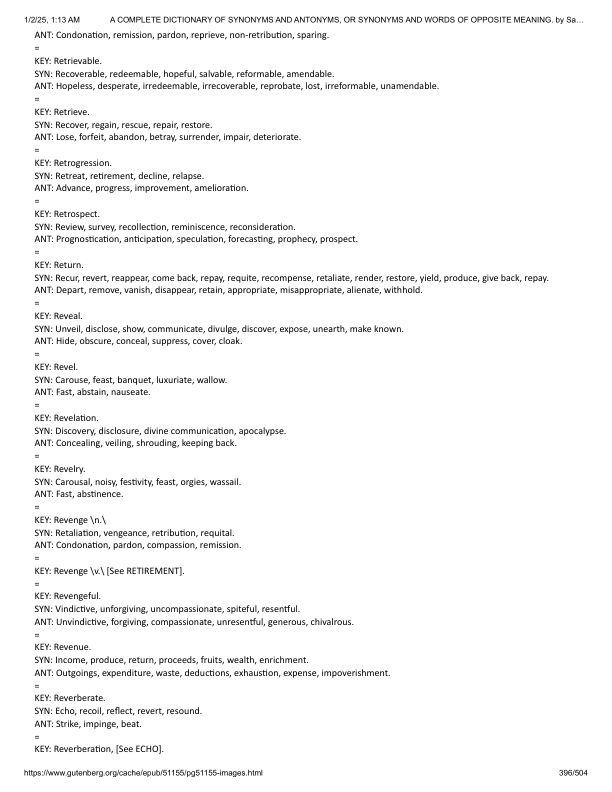 1/2/25, 1:13 AM A COMPLETE DICTIONARY OF SYNONYMS AND ANTONYMS, OR SYNONYMS AND WORDS OF OPPOSITE MEANING. by Sa…
ANT: Condonation, remission, pardon, reprieve, non-retribution, sparing.
=
KEY: Retrievable.
SYN: Recoverable, redeemable, hopeful, salvable, reformable, amendable.
ANT: Hopeless, desperate, irredeemable, irrecoverable, reprobate, lost, irreformable, unamendable.
=
KEY: Retrieve.
SYN: Recover, regain, rescue, repair, restore.
ANT: Lose, forfeit, abandon, betray, surrender, impair, deteriorate.
=
KEY: Retrogression.
SYN: Retreat, retirement, decline, relapse.
ANT: Advance, progress, improvement, amelioration.
=
KEY: Retrospect.
SYN: Review, survey, recollection, reminiscence, reconsideration.
ANT: Prognostication, anticipation, speculation, forecasting, prophecy, prospect.
=
KEY: Return.
SYN: Recur, revert, reappear, come back, repay, requite, recompense, retaliate, render, restore, yield, produce, give back, repay.
ANT: Depart, remove, vanish, disappear, retain, appropriate, misappropriate, alienate, withhold.
=
KEY: Reveal.
SYN: Unveil, disclose, show, communicate, divulge, discover, expose, unearth, make known.
ANT: Hide, obscure, conceal, suppress, cover, cloak.
=
KEY: Revel.
SYN: Carouse, feast, banquet, luxuriate, wallow.
ANT: Fast, abstain, nauseate.
=
KEY: Revelation.
SYN: Discovery, disclosure, divine communication, apocalypse.
ANT: Concealing, veiling, shrouding, keeping back.
=
KEY: Revelry.
SYN: Carousal, noisy, festivity, feast, orgies, wassail.
ANT: Fast, abstinence.
=
KEY: Revenge \n.\
SYN: Retaliation, vengeance, retribution, requital.
ANT: Condonation, pardon, compassion, remission.
=
KEY: Revenge \v.\ [See RETIREMENT].
=
KEY: Revengeful.
SYN: Vindictive, unforgiving, uncompassionate, spiteful, resentful.
ANT: Unvindictive, forgiving, compassionate, unresentful, generous, chivalrous.
=
KEY: Revenue.
SYN: Income, produce, return, proceeds, fruits, wealth, enrichment.
ANT: Outgoings, expenditure, waste, deductions, exhaustion, expense, impoverishment.
=
KEY: Reverberate.
SYN: Echo, recoil, reflect, revert, resound.
ANT: Strike, impinge, beat.
=
KEY: Reverberation, [See ECHO].
https://www.gutenberg.org/cache/epub/51155/pg51155-images.html 396/504